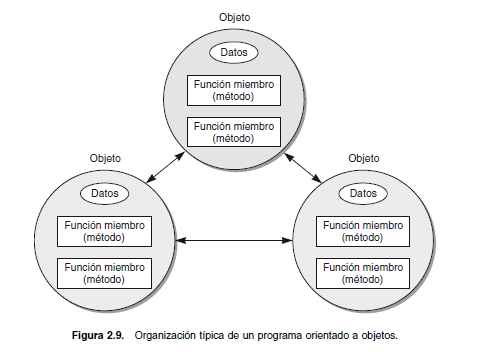 Objeto
Datos
Función miembro
(método)
Función miembro
(método)
Objeto
Datos
Función miembro
(método)
Función miembro
(método)
Objeto
Datos
Función miembro
(método)
Función miembro
(método)
Figura 2.9. Organización típica de un programa orientado a objetos.